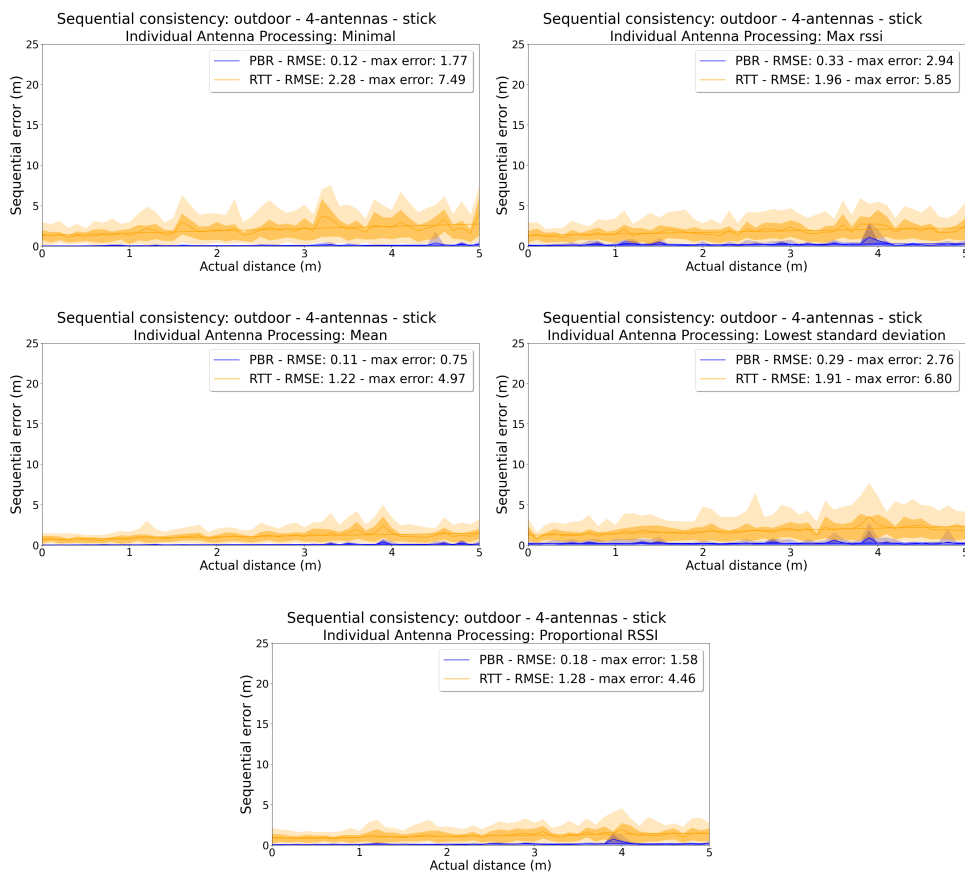 Sequential consistency: outdoor - 4-antennas - stick
Individual Antenna Processing: Minimal
PBR - RMSE: 0.12 - max error: 1.77
RTT - RMSE: 2.28 - max error: 7.49
Sequential error (m)
25
20
15
10
5
0
0 1 2 3 4 5
Actual distance (m)
Sequential consistency: outdoor - 4-antennas - stick
Individual Antenna Processing: Max rssi
PBR - RMSE: 0.33 - max error: 2.94
RTT - RMSE: 1.96 - max error: 5.85
Sequential error (m)
25
20
15
10
5
0
0 1 2 3 4 5
Actual distance (m)
Sequential consistency: outdoor - 4-antennas - stick
Individual Antenna Processing: Mean
PBR - RMSE: 0.11 - max error: 0.75
RTT - RMSE: 1.22 - max error: 4.97
Sequential error (m)
25
20
15
10
5
0
0 1 2 3 4 5
Actual distance (m)
Sequential consistency: outdoor - 4-antennas - stick
Individual Antenna Processing: Lowest standard deviation
PBR - RMSE: 0.29 - max error: 2.76
RTT - RMSE: 1.91 - max error: 6.80
Sequential error (m)
25
20
15
10
5
0
0 1 2 3 4 5
Actual distance (m)
Sequential consistency: outdoor - 4-antennas - stick
Individual Antenna Processing: Proportional RSSI
PBR - RMSE: 0.18 - max error: 1.58
RTT - RMSE: 1.28 - max error: 4.46
Sequential error (m)
25
20
15
10
5
0
0 1 2 3 4 5
Actual distance (m)